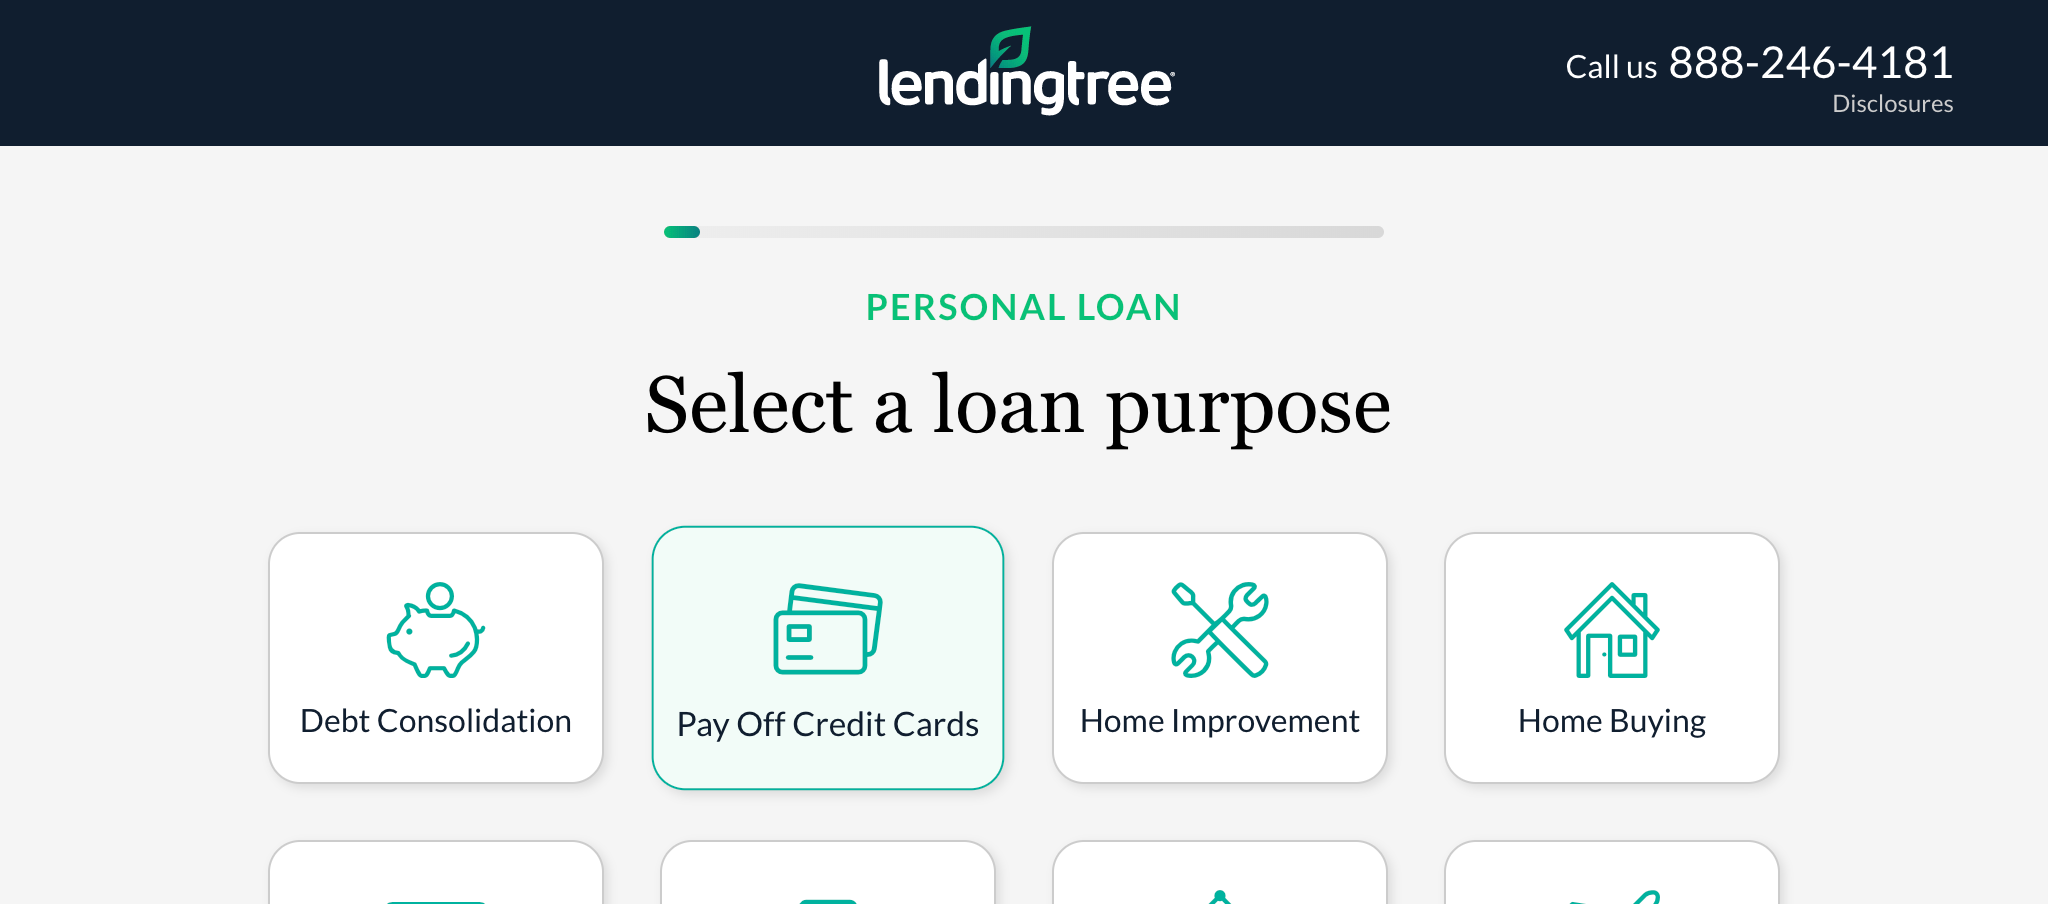 lendingtree®
Call us 888-246-4181
Disclosures
PERSONAL LOAN
Select a loan purpose
Debt Consolidation
Pay Off Credit Cards
Home Improvement
Home Buying